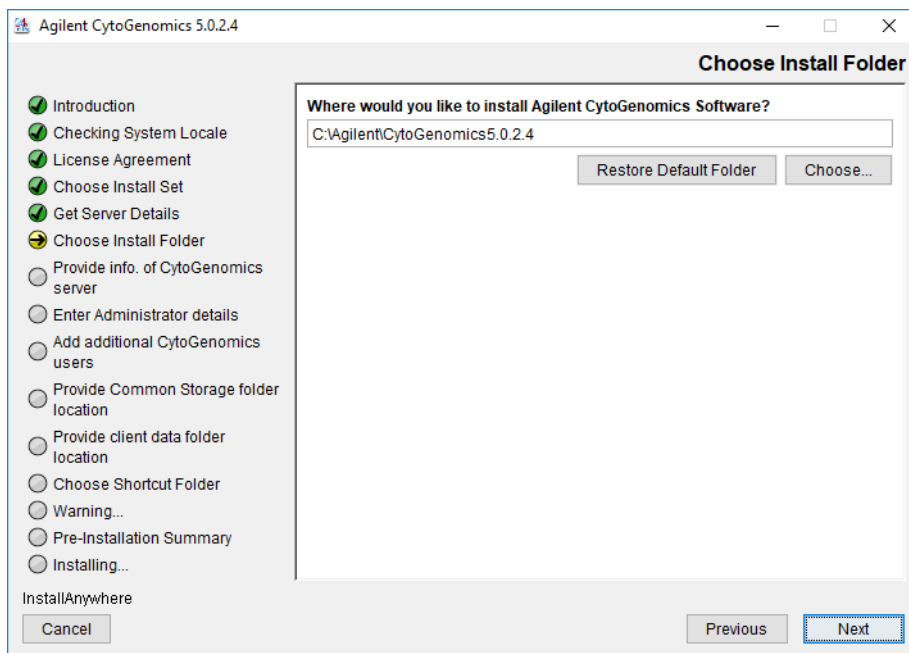 Agilent CytoGenomics 5.0.2.4
Choose Install Folder
Introduction
Checking System Locale
License Agreement
Choose Install Set
Get Server Details
Choose Install Folder
Provide info. of CytoGenomics
server
Enter Administrator details
Add additional CytoGenomics
users
Provide Common Storage folder
location
Provide client data folder
location
Choose Shortcut Folder
Warning...
Pre-Installation Summary
Installing...
Where would you like to install Agilent CytoGenomics Software?
C:\Agilent\CytoGenomics5.0.2.4
Restore Default Folder
Choose...
InstallAnywhere
Cancel
Previous
Next